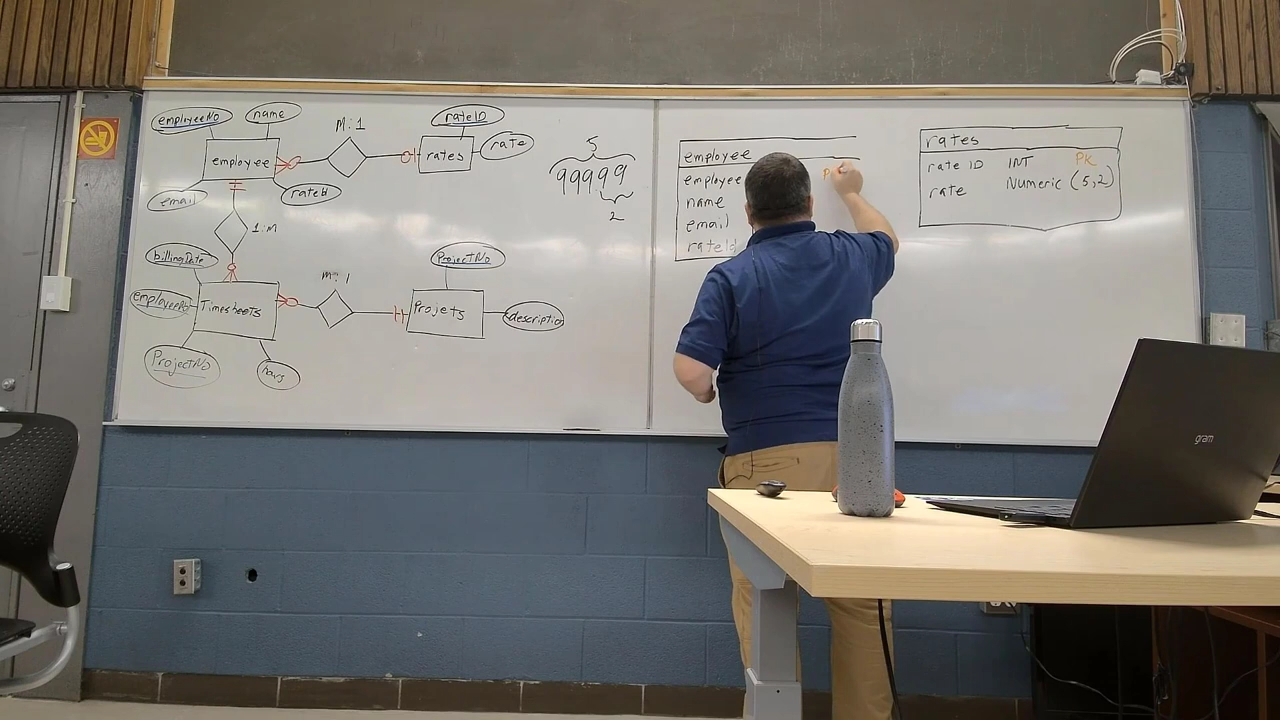 employeeNo
name
M:1
rateID
employee
rates
rate
email
rateId
1:M
billingDate
employeeNo
Timesheets
M:1
ProjectNo
Projets
description
ProjectNo
hours
5
99999
2
employee
employee
name
email
rateId
rates
rate ID INT PK
rate Numeric (5,2)
gram